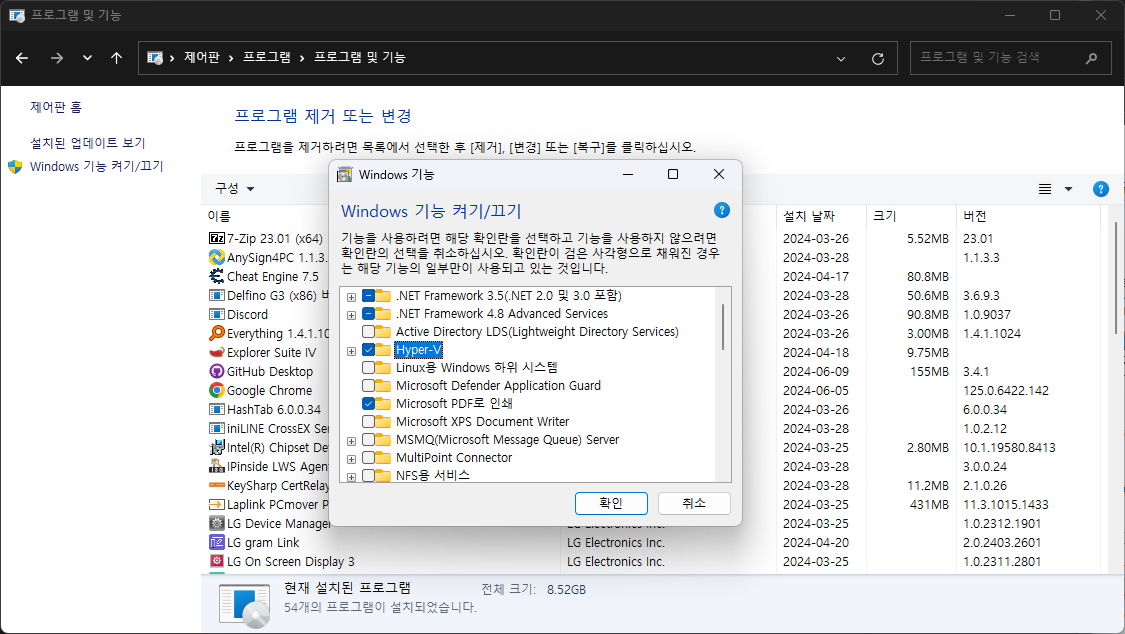 프로그램 및 기능
제어판 › 프로그램 › 프로그램 및 기능
프로그램 및 기능 검색
제어판 홈
설치된 업데이트 보기
Windows 기능 켜기/끄기
프로그램 제거 또는 변경
프로그램을 제거하려면 목록에서 선택한 후 [제거], [변경] 또는 [복구]를 클릭하십시오.
구성
이름 설치 날짜 크기 버전
7-Zip 23.01 (x64) 2024-03-26 5.52MB 23.01
AnySign4PC 1.1.3. 2024-03-28 1.1.3.3
Cheat Engine 7.5 2024-04-17 80.8MB
Delfino G3 (x86) 2024-03-28 50.6MB 3.6.9.3
Discord 2024-03-26 90.8MB 1.0.9037
Everything 1.4.1.10 2024-03-26 3.00MB 1.4.1.1024
Explorer Suite IV 2024-04-18 9.75MB
GitHub Desktop 2024-06-09 155MB 3.4.1
Google Chrome 2024-06-05 125.0.6422.142
HashTab 6.0.0.34 2024-03-26 6.0.0.34
iniLINE CrossEX Se 2024-03-28 1.0.2.12
Intel(R) Chipset De 2024-03-25 2.80MB 10.1.19580.8413
IPinside LWS Agen 2024-03-28 3.0.0.24
KeySharp CertRelay 2024-03-28 11.2MB 2.1.0.26
Laplink PCmover P 2024-03-25 431MB 11.3.1015.1433
LG Device Manager LG Electronics Inc. 2024-03-25 1.0.2312.1901
LG gram Link LG Electronics Inc. 2024-04-20 2.0.2403.2601
LG On Screen Display 3 LG Electronics Inc. 2024-03-25 1.0.2311.2801
현재 설치된 프로그램 전체 크기: 8.52GB
54개의 프로그램이 설치되었습니다.
Windows 기능
Windows 기능 켜기/끄기
기능을 사용하려면 해당 확인란을 선택하고 기능을 사용하지 않으려면
확인란의 선택을 취소하십시오. 확인란이 검은 사각형으로 채워진 경우
는 해당 기능의 일부만이 사용되고 있는 것입니다.
.NET Framework 3.5(.NET 2.0 및 3.0 포함)
.NET Framework 4.8 Advanced Services
Active Directory LDS(Lightweight Directory Services)
Hyper-V
Linux용 Windows 하위 시스템
Microsoft Defender Application Guard
Microsoft PDF로 인쇄
Microsoft XPS Document Writer
MSMQ(Microsoft Message Queue) Server
MultiPoint Connector
NFS용 서비스
확인 취소